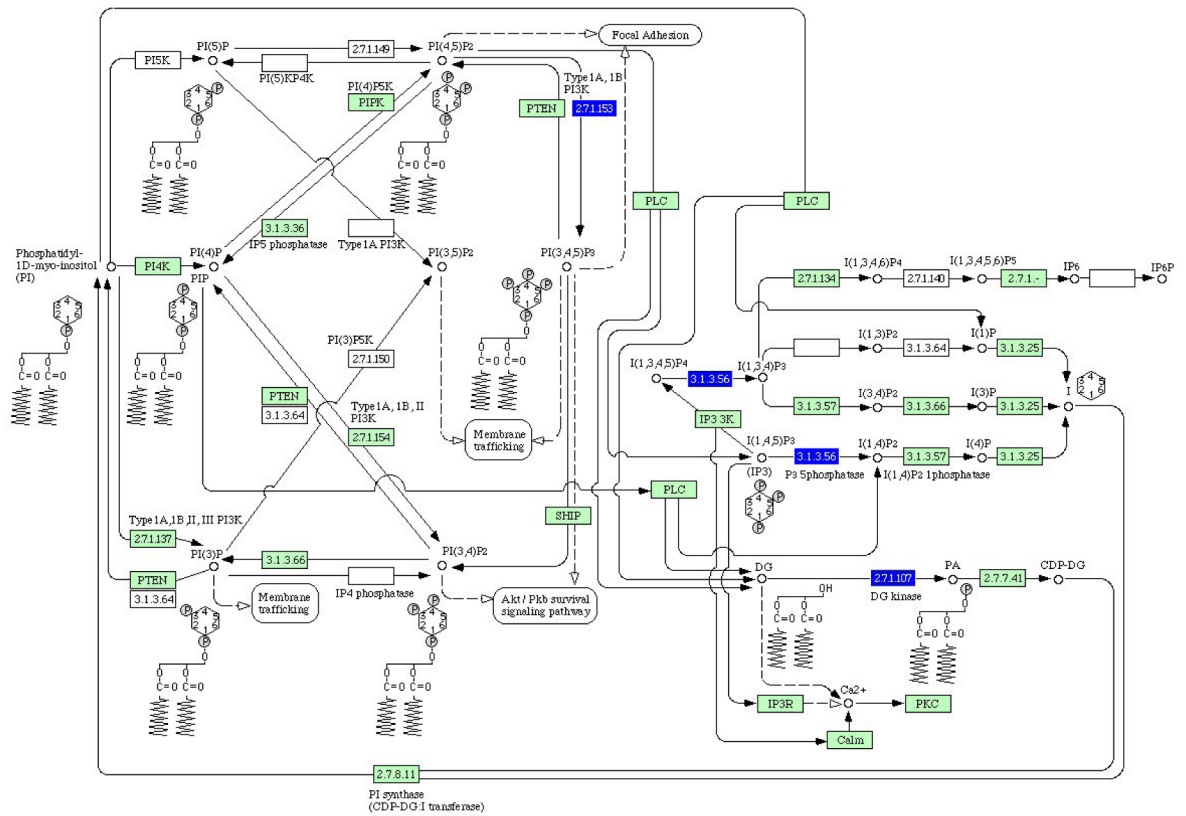 PI(5)P
2.7.1.149
PI(4,5)P2
Focal Adhesion
PI5K
PI(5)KP4K
Type1A, 1B
PI3K
PI(4)P5K
PIPK
PTEN
2.7.1.153
PLC
PLC
3.1.3.36
IP5 phosphatase
Type1A PI3K
Phosphatidyl-
1D-myo-inositol
(PI)
PI4K
PI(4)P
PIP
PI(3,5)P2
PI(3,4,5)P3
2.7.1.134
I(1,3,4,6)P4
2.7.1.140
I(1,3,4,5,6)P5
2.7.1.-
IP6
IP6P
I(1,3)P2
3.1.3.64
I(1)P
3.1.3.25
PI(3)P5K
2.7.1.150
I(1,3,4,5)P4
3.1.3.56
I(1,3,4)P3
3.1.3.57
I(3,4)P2
3.1.3.66
I(3)P
3.1.3.25
I
PTEN
3.1.3.64
Type1A, 1B, II
PI3K
2.7.1.154
Membrane
trafficking
IP3 3K
I(1,4,5)P3
(IP3)
3.1.3.56
P3 5phosphatase
I(1,4)P2
3.1.3.57
I(1,4)P2 1phosphatase
I(4)P
3.1.3.25
PLC
SHIP
Type1A,1B,II, III PI3K
2.7.1.137
PI(3)P
3.1.3.66
PI(3,4)P2
PTEN
3.1.3.64
IP4 phosphatase
Membrane
trafficking
Akt / Pkb survival
signaling pathway
DG
2.7.1.107
DG kinase
PA
2.7.7.41
CDP-DG
OH
IP3R
Ca2+
PKC
Calm
2.7.8.11
PI synthase
(CDP-DG:I transferase)